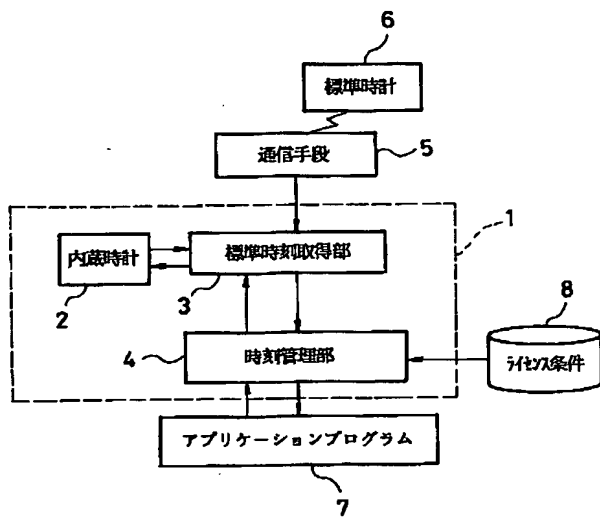 6
標準時計
通信手段
5
1
内蔵時計
標準時刻取得部
2
3
8
4
時刻管理部
ライセンス条件
アプリケーションプログラム
7